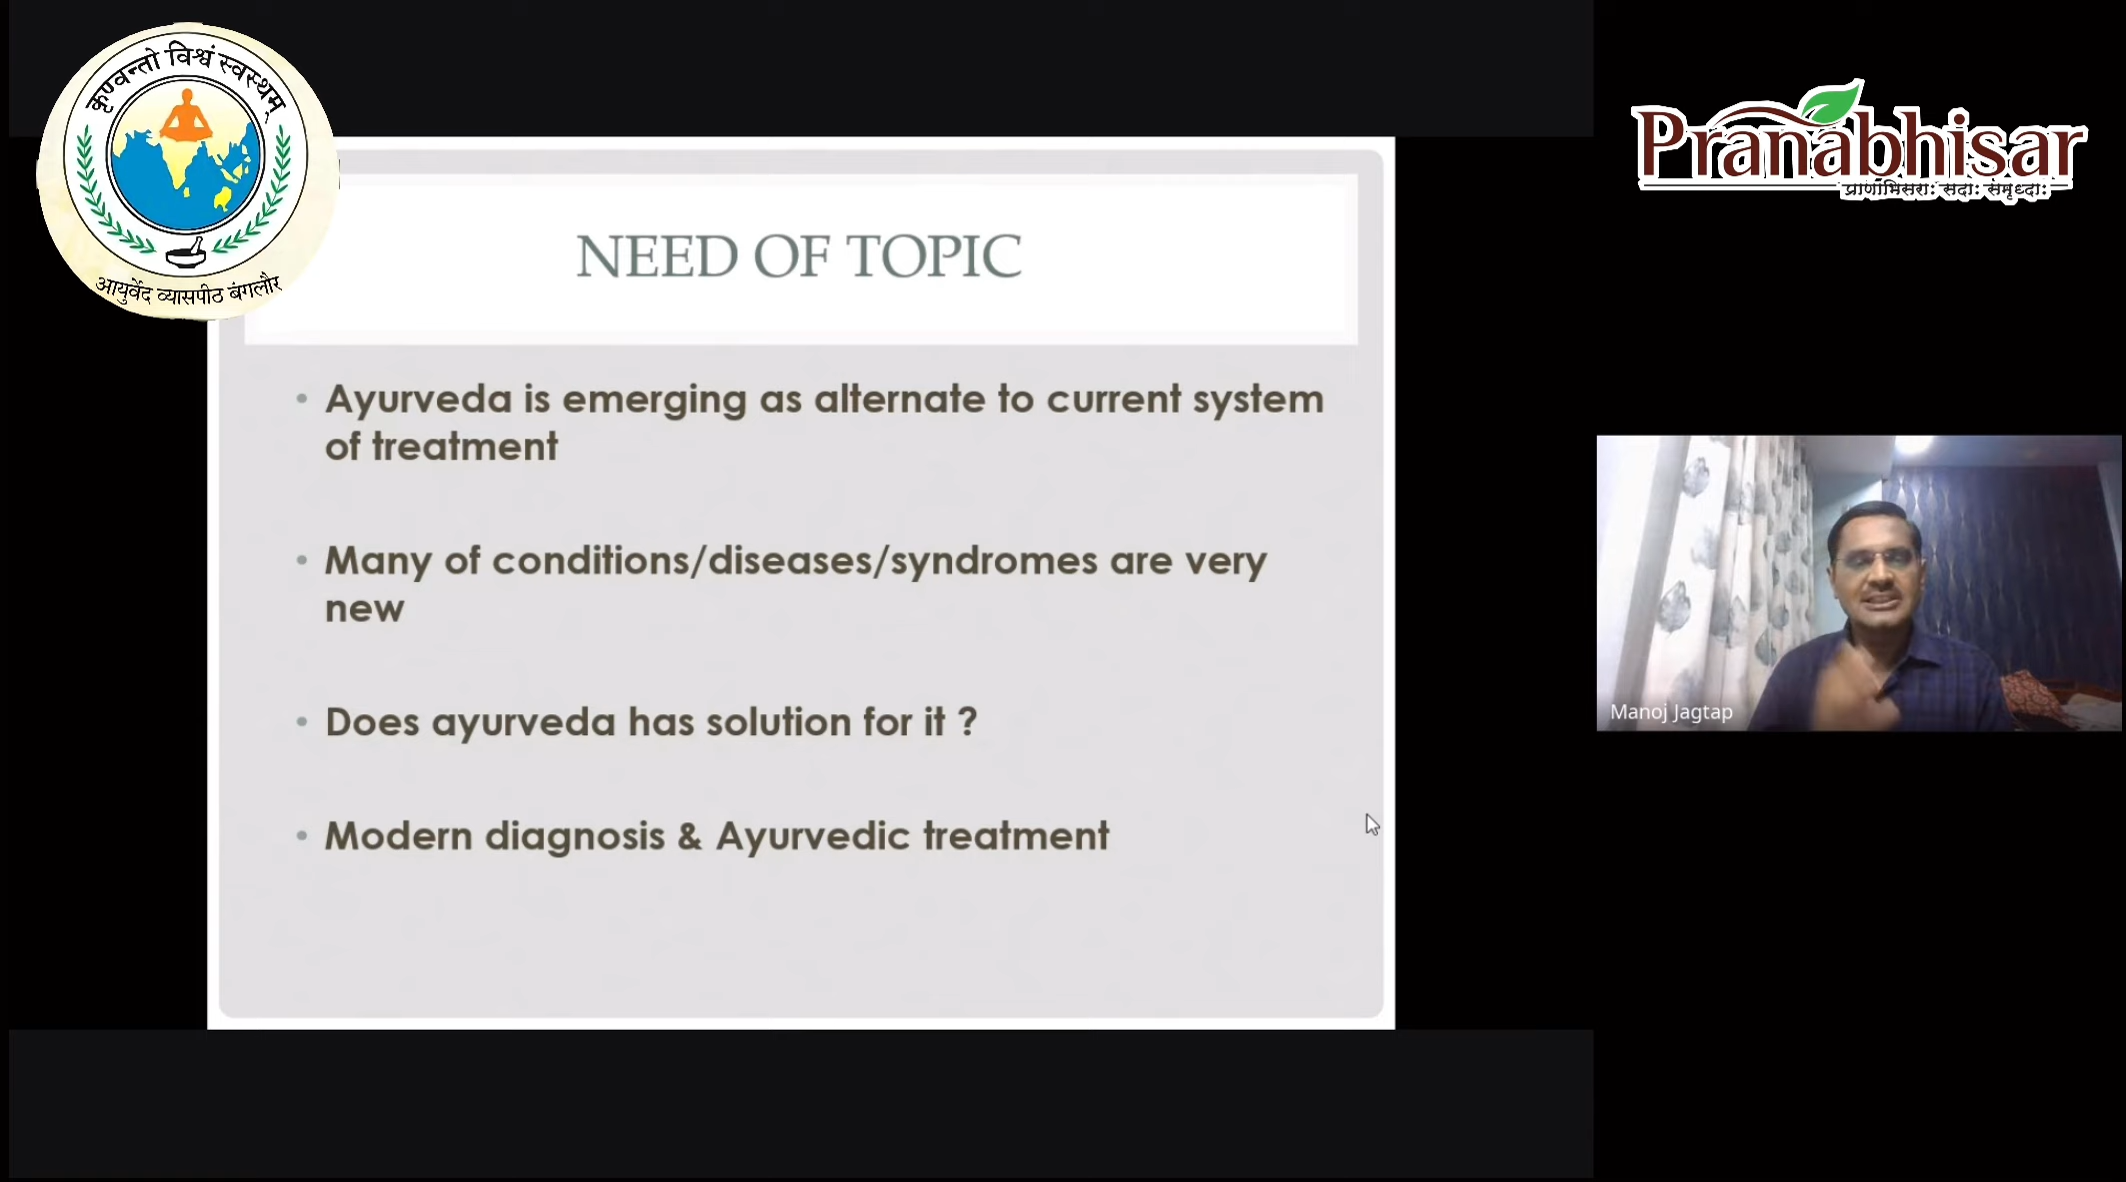 कृण्वन्तो विश्वं स्वस्थम्
आयुर्वेद व्यासपीठ बंगलौर
Pranabhisar
प्राणाभिसराः सदाः संमृध्दाः
NEED OF TOPIC
• Ayurveda is emerging as alternate to current system
of treatment
• Many of conditions/diseases/syndromes are very
new
• Does ayurveda has solution for it ?
• Modern diagnosis & Ayurvedic treatment
Manoj Jagtap